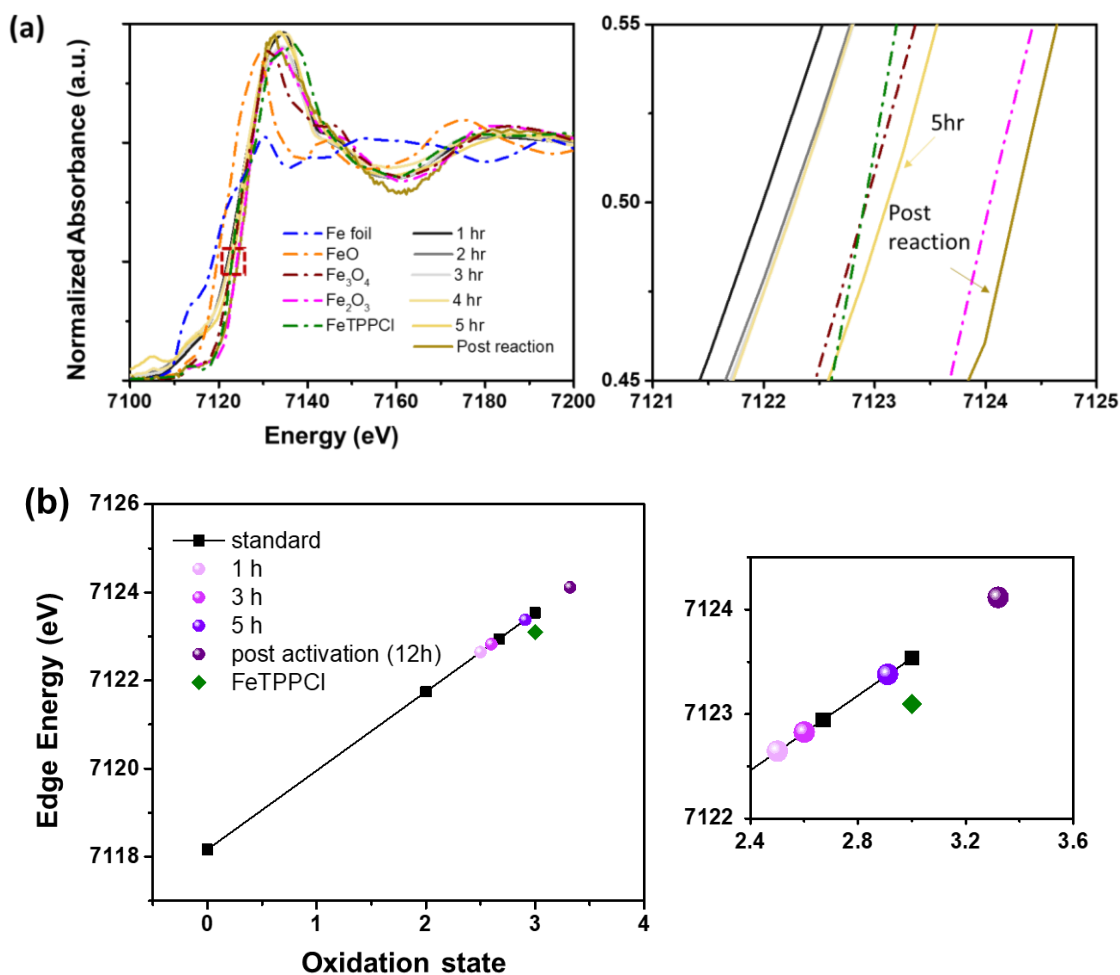 (a)
Normalized Absorbance (a.u.)
Fe foil
FeO
Fe₃O₄
Fe₂O₃
FeTPPCl
1 hr
2 hr
3 hr
4 hr
5 hr
Post reaction
7100 7120 7140 7160 7180 7200
Energy (eV)
0.55
0.50
0.45
5hr
Post
reaction
7121 7122 7123 7124 7125
(b)
Edge Energy (eV)
7126
7124
7122
7120
7118
standard
1 h
3 h
5 h
post activation (12h)
FeTPPCl
0 1 2 3 4
Oxidation state
7124
7123
7122
2.4 2.8 3.2 3.6